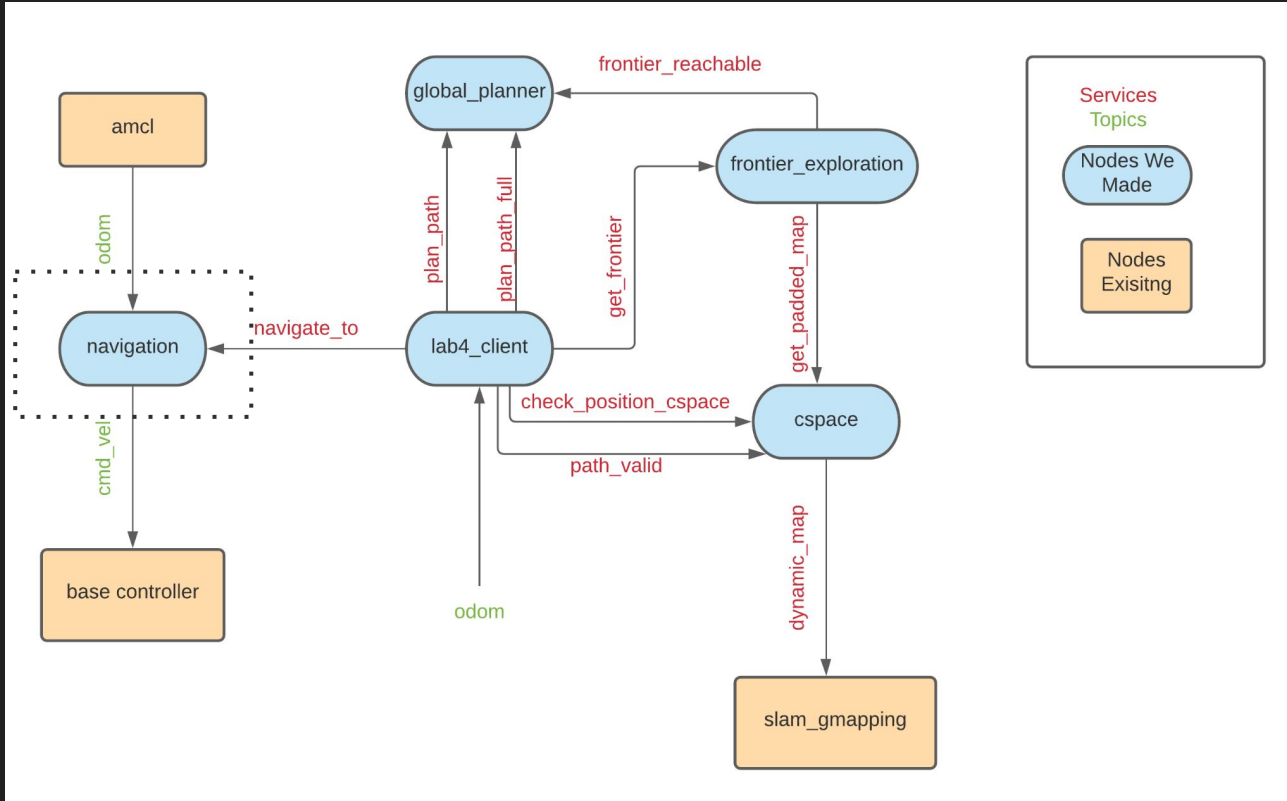 frontier_reachable
global_planner
Services
Topics
amcl
Nodes We
Made
frontier_exploration
plan_path
plan_path_full
get_frontier
get_padded_map
odom
Nodes
Exisitng
navigate_to
navigation
lab4_client
check_position_cspace
cspace
path_valid
cmd_vel
dynamic_map
base controller
odom
slam_gmapping